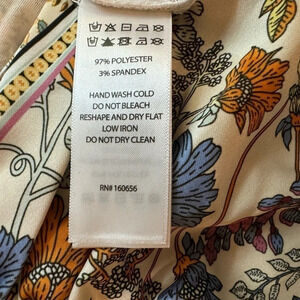 97% POLYESTER
3% SPANDEX
HAND WASH COLD
DO NOT BLEACH
RESHAPE AND DRY FLAT
LOW IRON
DO NOT DRY CLEAN
RN# 160656